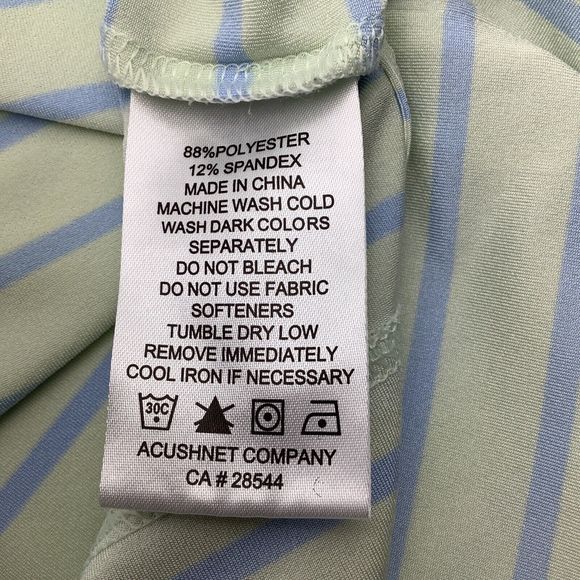 88%POLYESTER
12% SPANDEX
MADE IN CHINA
MACHINE WASH COLD
WASH DARK COLORS
SEPARATELY
DO NOT BLEACH
DO NOT USE FABRIC
SOFTENERS
TUMBLE DRY LOW
REMOVE IMMEDIATELY
COOL IRON IF NECESSARY
30C
ACUSHNET COMPANY
CA # 28544